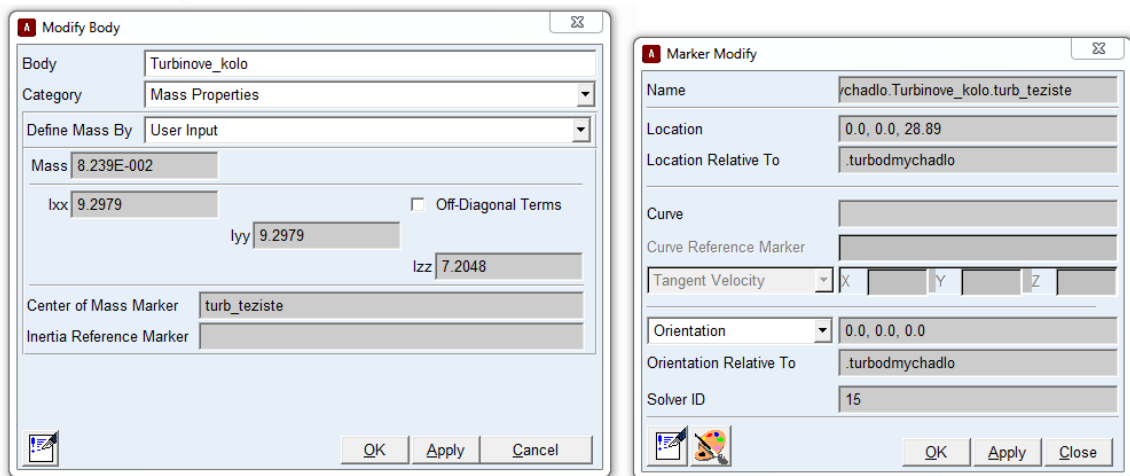 Modify Body
Body Turbinove_kolo
Category Mass Properties
Define Mass By User Input
Mass 8.239E-002
Ixx 9.2979
Off-Diagonal Terms
Iyy 9.2979
Izz 7.2048
Center of Mass Marker turb_teziste
Inertia Reference Marker
OK Apply Cancel
Marker Modify
Name ychadlo.Turbinove_kolo.turb_teziste
Location 0.0, 0.0, 28.89
Location Relative To .turbodmychadlo
Curve
Curve Reference Marker
Tangent Velocity X Y Z
Orientation 0.0, 0.0, 0.0
Orientation Relative To .turbodmychadlo
Solver ID 15
OK Apply Close